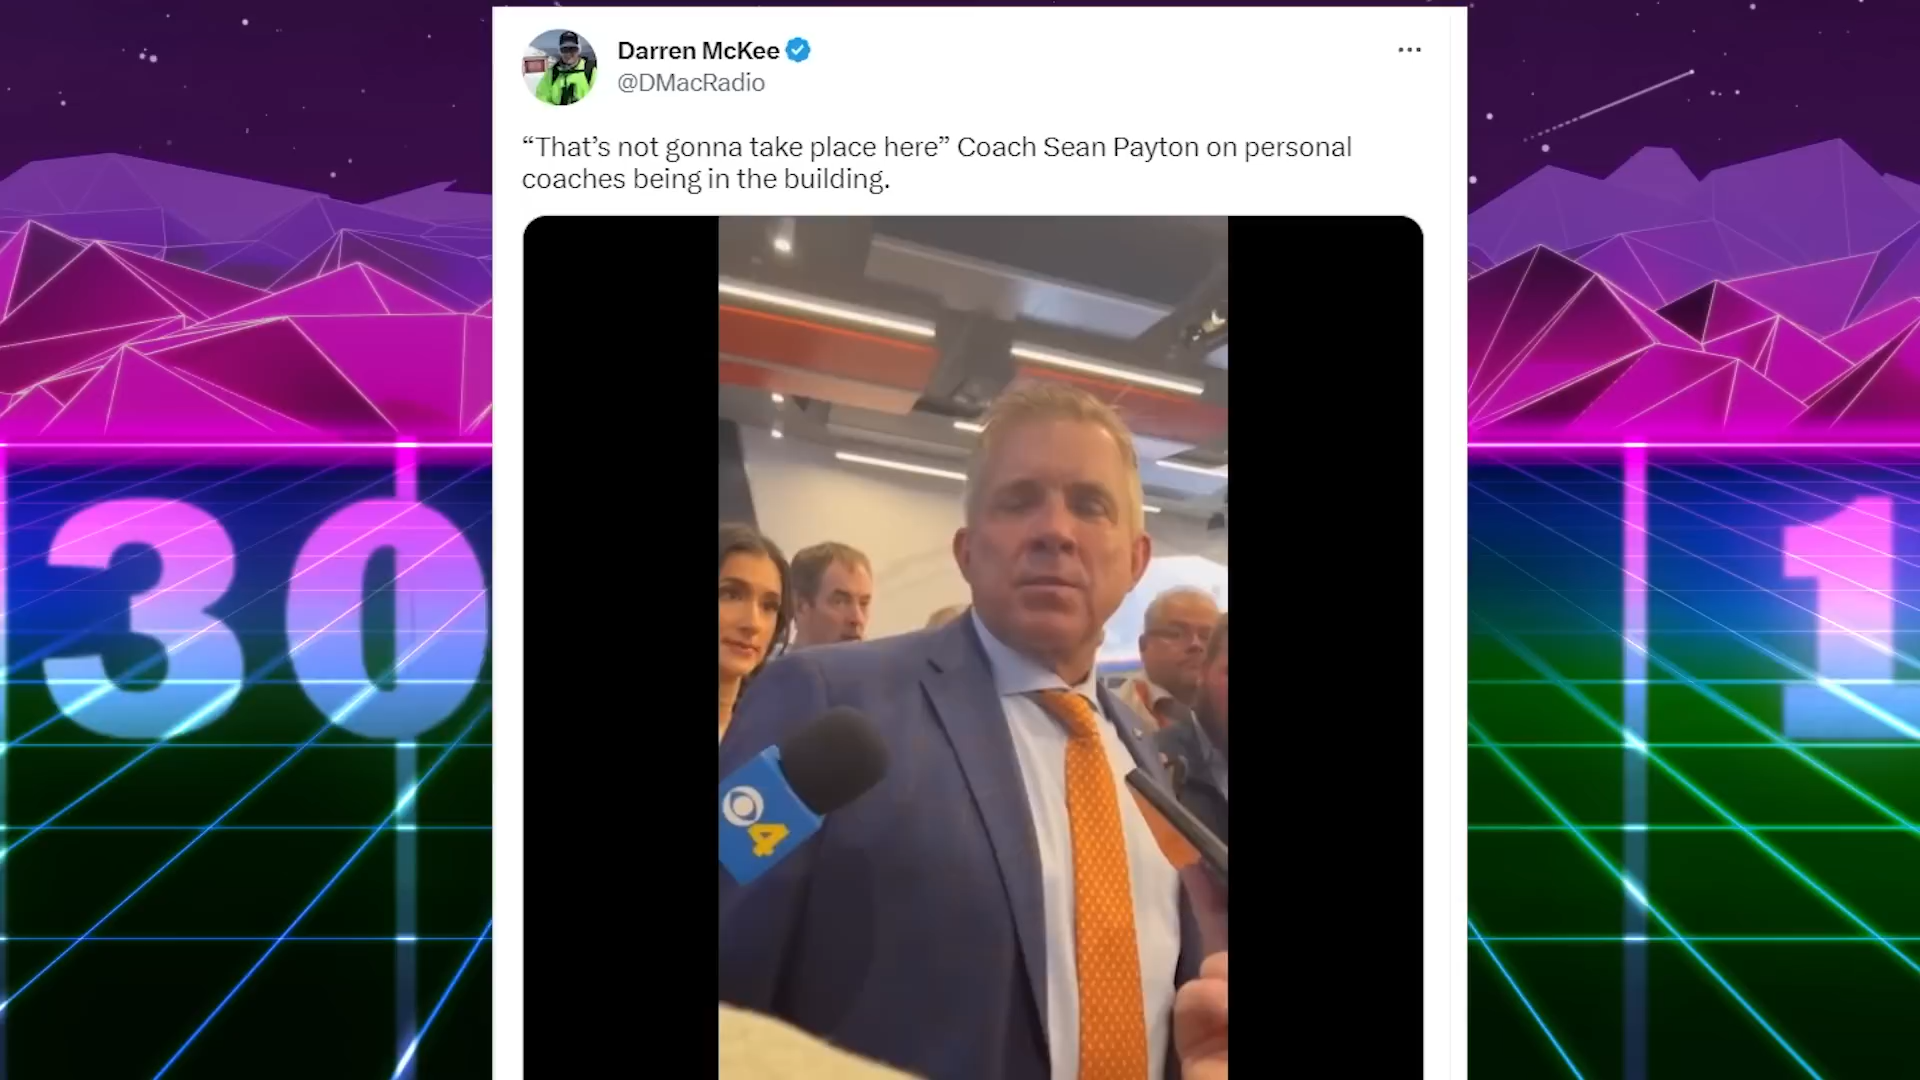 Darren McKee
@DMacRadio
“That’s not gonna take place here” Coach Sean Payton on personal
coaches being in the building.
4
30
1